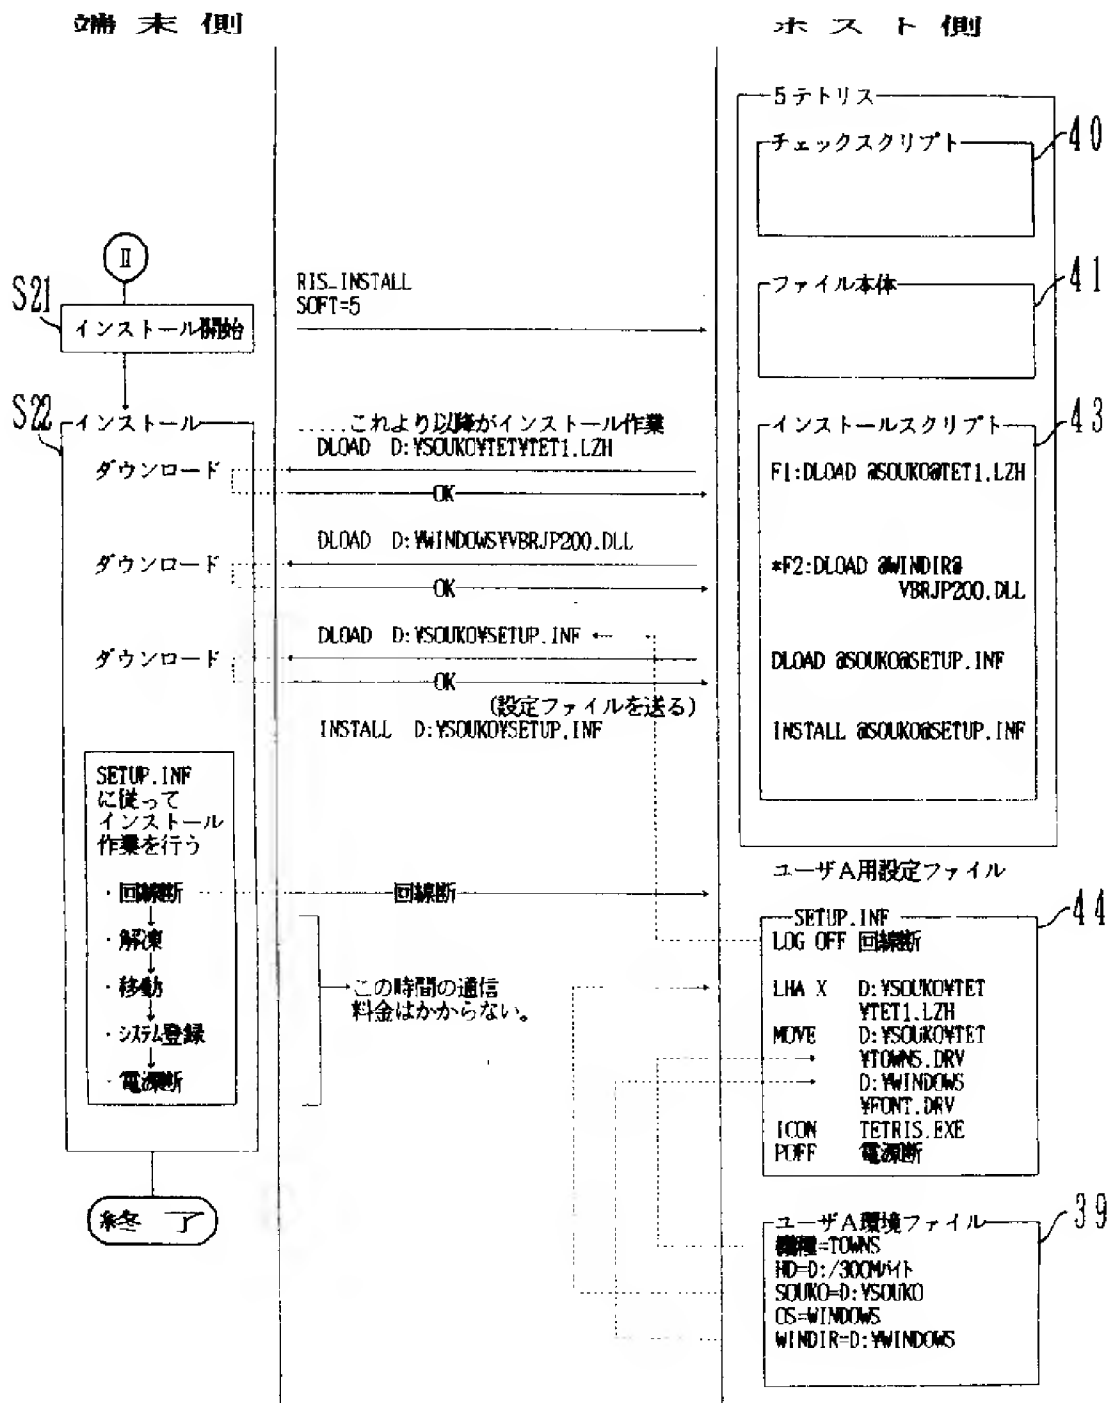 端末側
ホスト側
5テトリス
チェックスクリプト
40
ファイル本体
41
Ⅱ
S21
インストール開始
RIS_INSTALL
SOFT=5
S22
インストール
.....これより以降がインストール作業
DLOAD D:¥SOUKO¥TET¥TET1.LZH
ダウンロード
OK
DLOAD D:¥WINDOWS¥VBRJP200.DLL
ダウンロード
OK
DLOAD D:¥SOUKO¥SETUP.INF
ダウンロード
OK
(設定ファイルを送る)
INSTALL D:¥SOUKO¥SETUP.INF
インストールスクリプト
43
F1:DLOAD @SOUKO@TET1.LZH
*F2:DLOAD @WINDIR@
VBRJP200.DLL
DLOAD @SOUKO@SETUP.INF
INSTALL @SOUKO@SETUP.INF
SETUP.INF
に従って
インストール
作業を行う
・回線断
回線断
・解凍
・移動
・システム登録
・電源断
この時間の通信
料金はかからない。
終了
ユーザA用設定ファイル
44
SETUP.INF
LOG OFF 回線断
LHA X D:¥SOUKO¥TET
¥TET1.LZH
MOVE D:¥SOUKO¥TET
¥TOWNS.DRV
D:¥WINDOWS
¥FONT.DRV
ICON TETRIS.EXE
POFF 電源断
39
ユーザA環境ファイル
機種=TOWNS
HD=D:/300Mバイト
SOUKO=D:¥SOUKO
OS=WINDOWS
WINDIR=D:¥WINDOWS